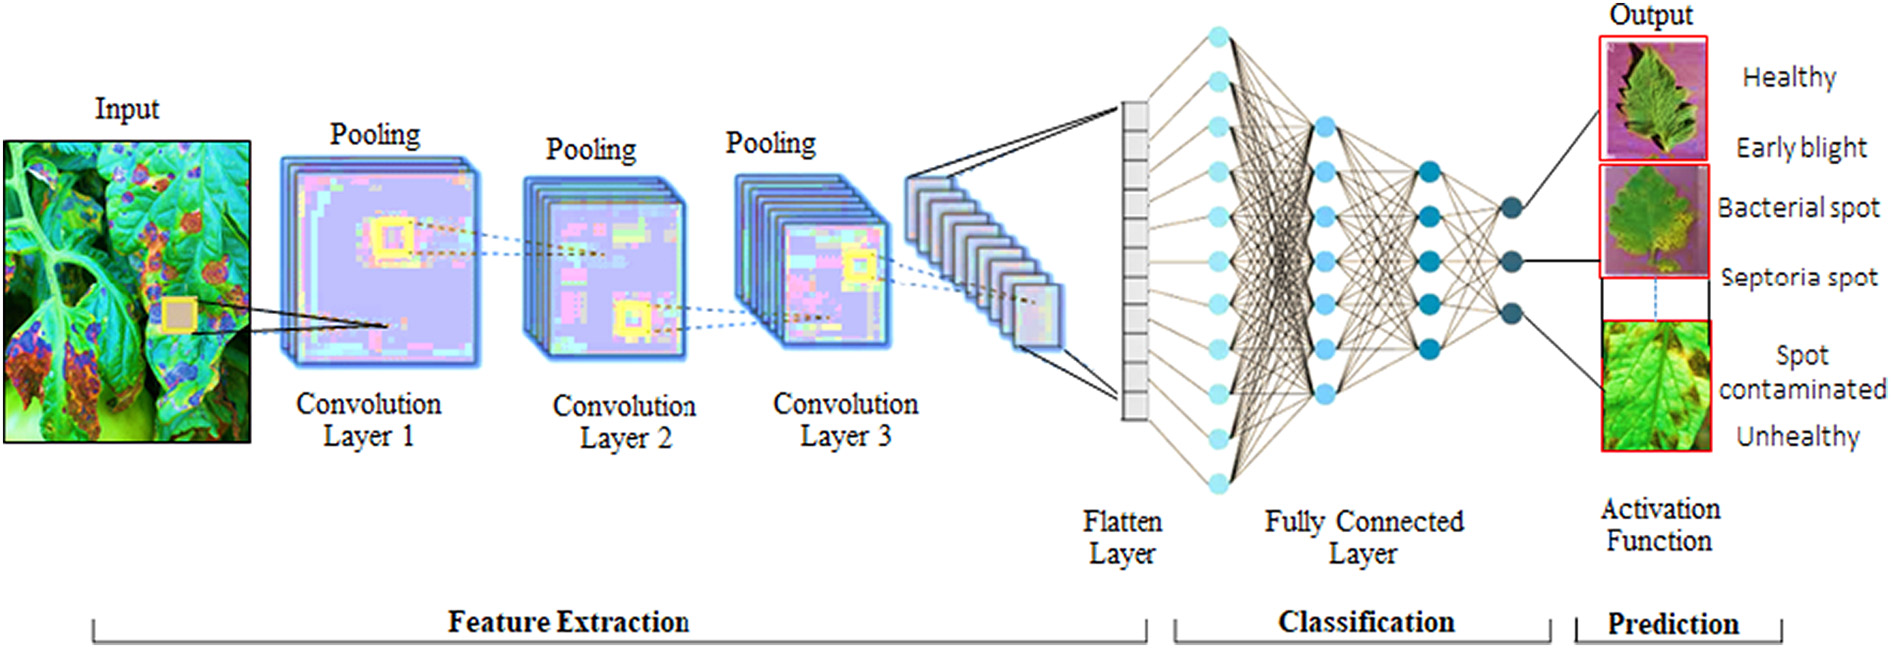 Input
Pooling
Pooling
Pooling
Convolution
Layer 1
Convolution
Layer 2
Convolution
Layer 3
Flatten
Layer
Fully Connected
Layer
Output
Healthy
Early blight
Bacterial spot
Septoria spot
Spot
contaminated
Unhealthy
Activation
Function
Feature Extraction
Classification
Prediction